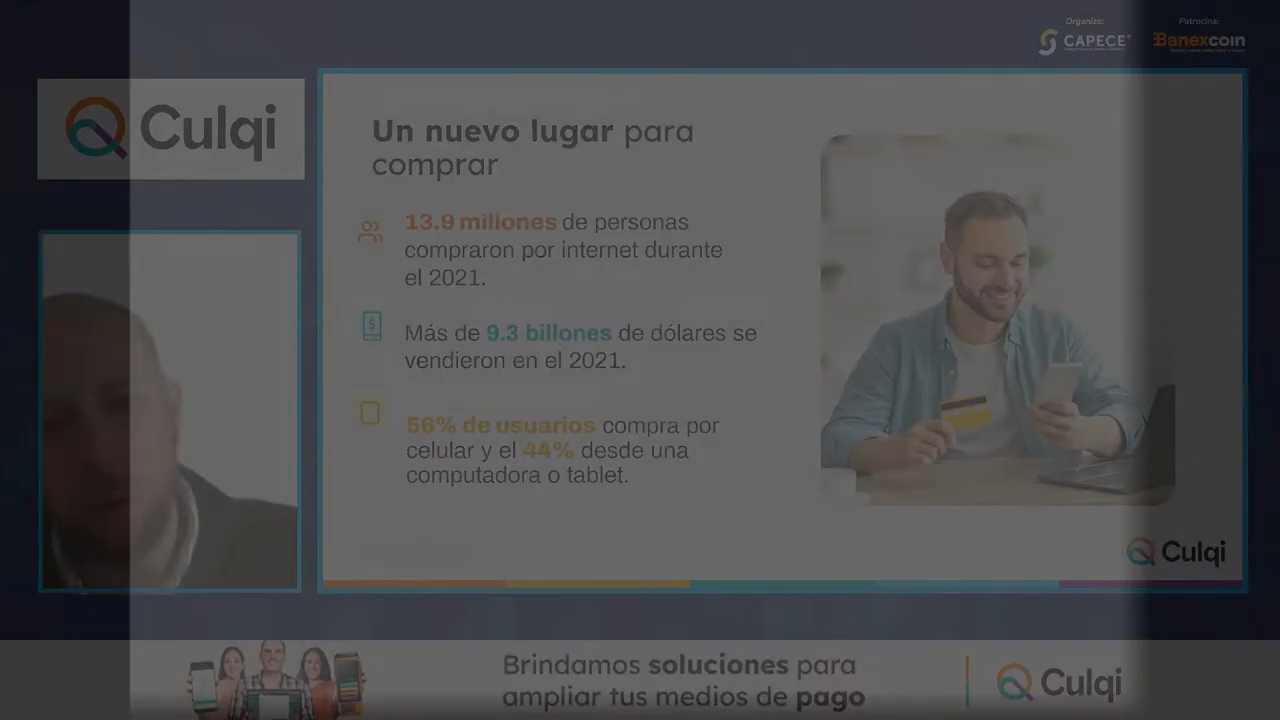 Organiza:
CAPECE
Patrocina:
Banexcoin
Culqi
Un nuevo lugar para
comprar
13.9 millones de personas
compraron por internet durante
el 2021.
Más de 9.3 billones de dólares se
vendieron en el 2021.
56% de usuarios compra por
celular y el 44% desde una
computadora o tablet.
Culqi
Brindamos soluciones para
ampliar tus medios de pago
Culqi